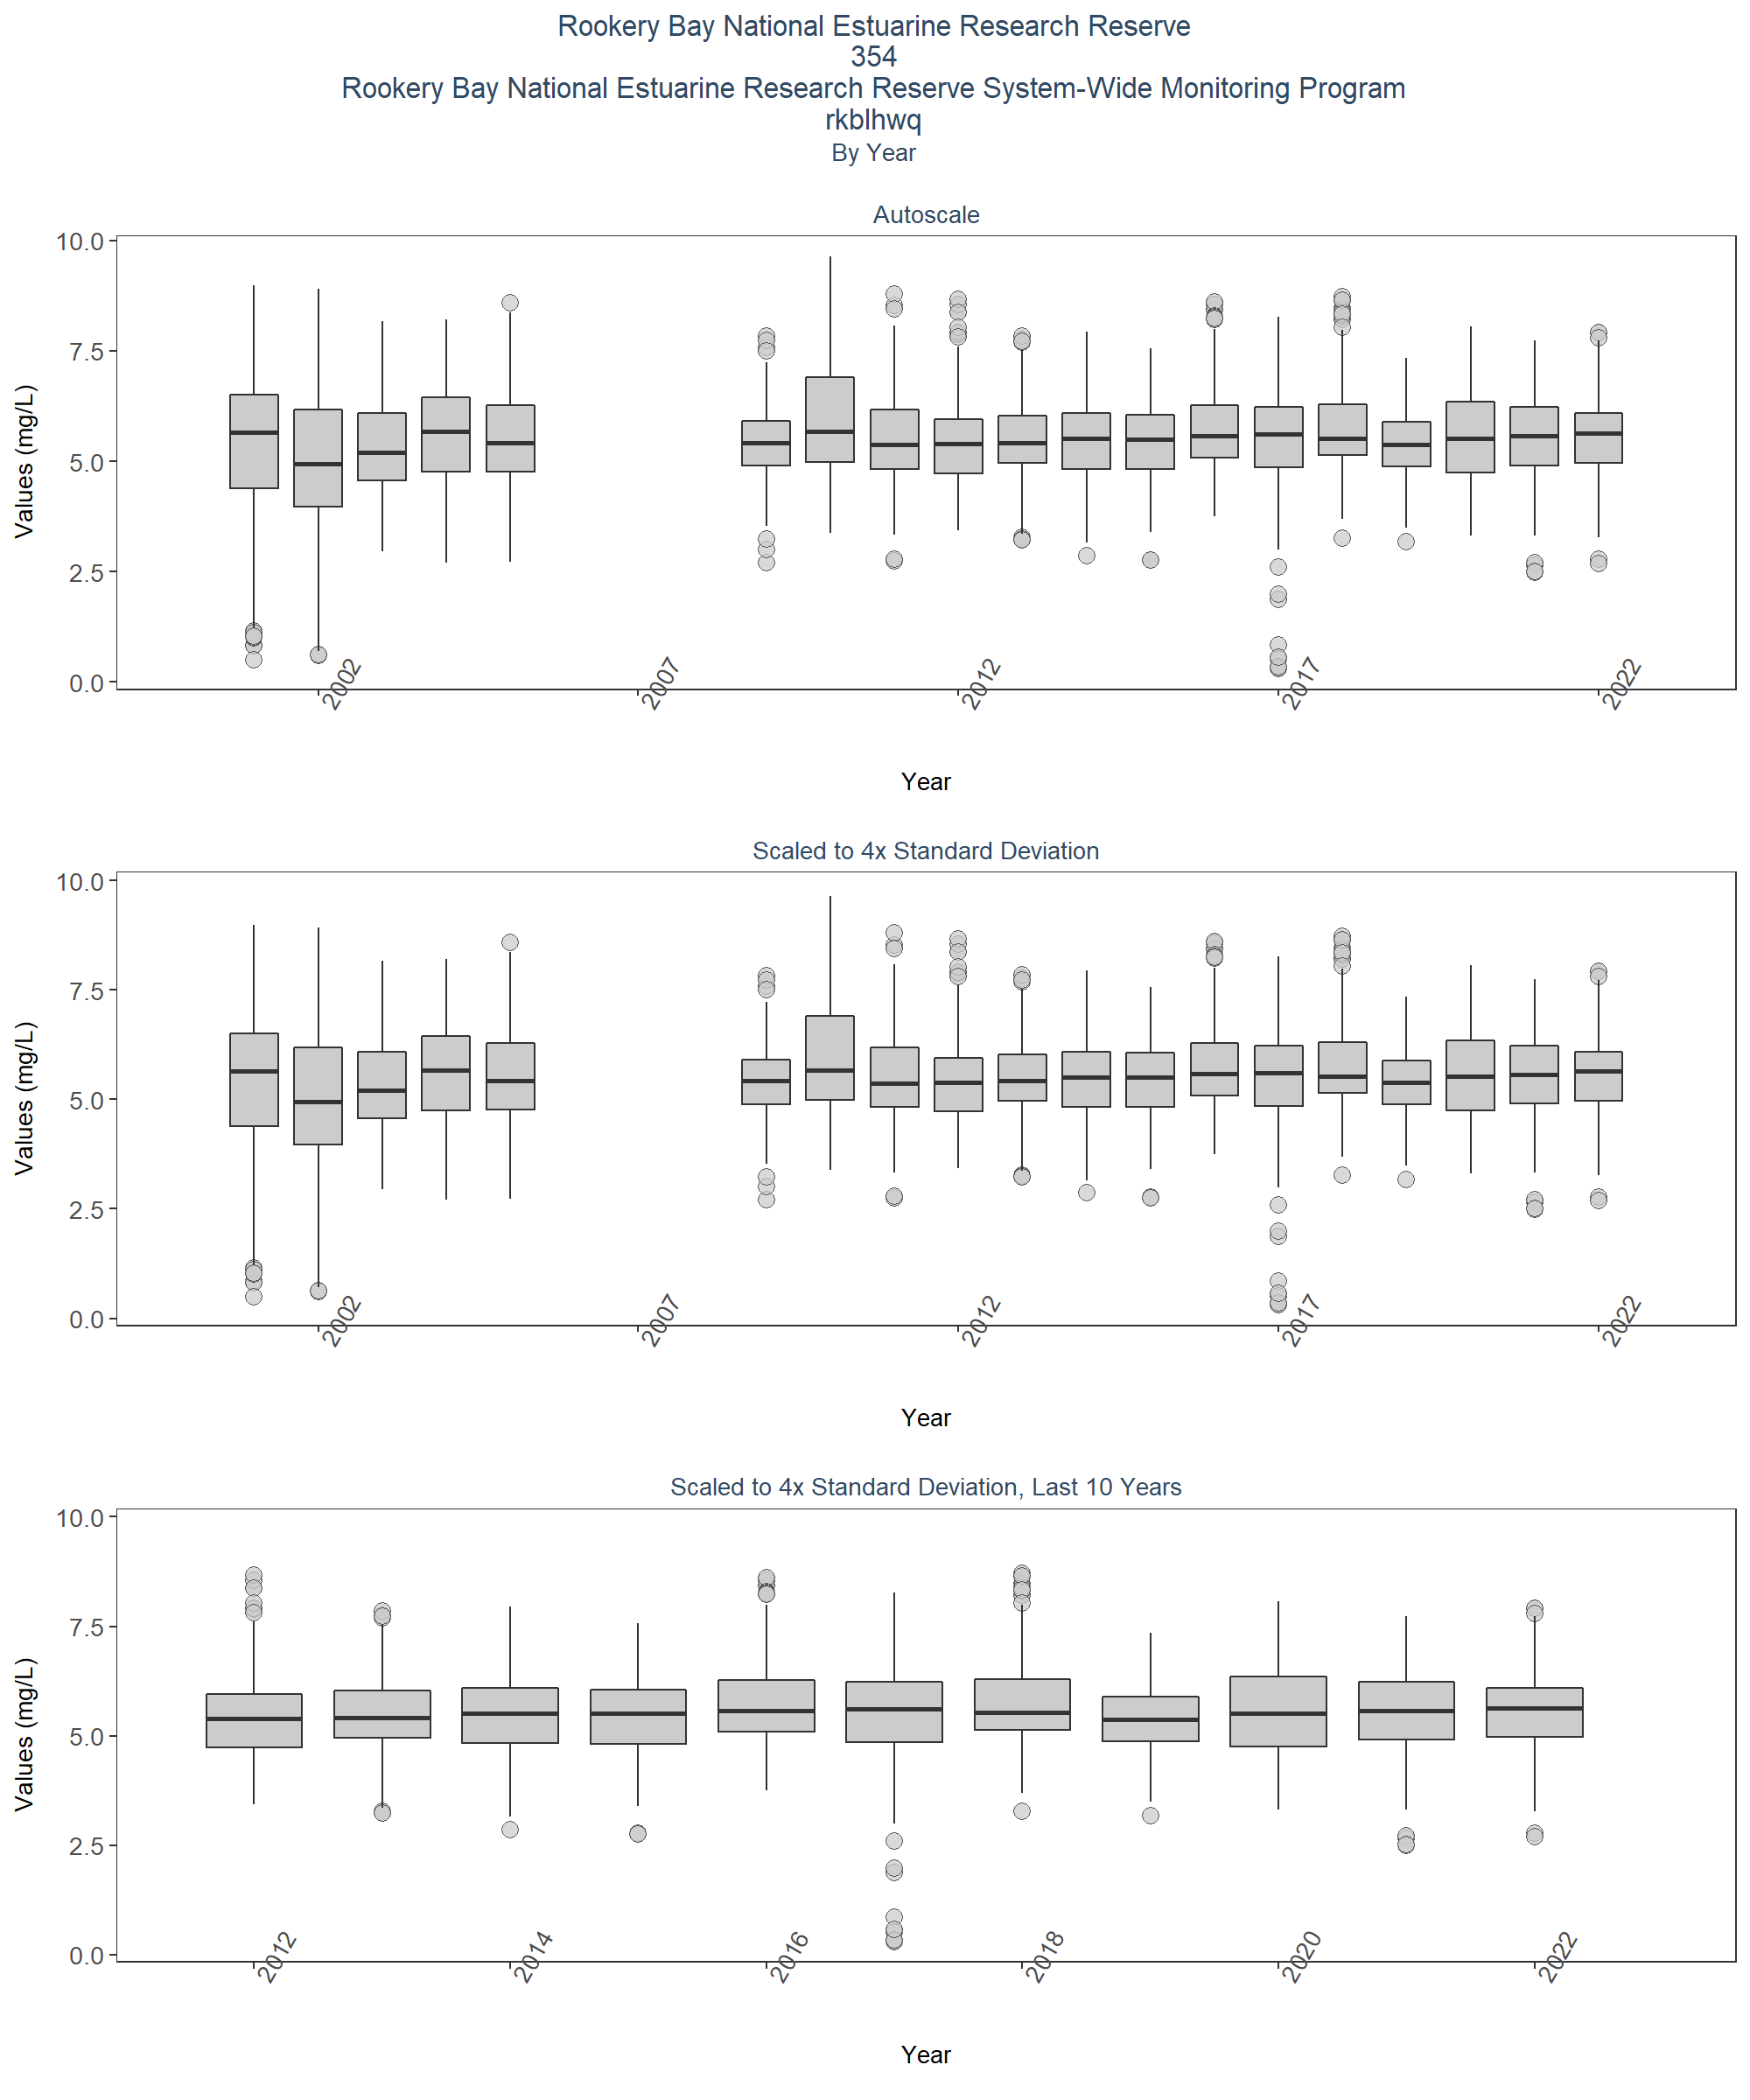 Rookery Bay National Estuarine Research Reserve
354
Rookery Bay National Estuarine Research Reserve System-Wide Monitoring Program
rkblhwq
By Year
Autoscale
Values (mg/L)
10.0
7.5
5.0
2.5
0.0
2002 2007 2012 2017 2022
Year
Scaled to 4x Standard Deviation
Values (mg/L)
10.0
7.5
5.0
2.5
0.0
2002 2007 2012 2017 2022
Year
Scaled to 4x Standard Deviation, Last 10 Years
Values (mg/L)
10.0
7.5
5.0
2.5
0.0
2012 2014 2016 2018 2020 2022
Year